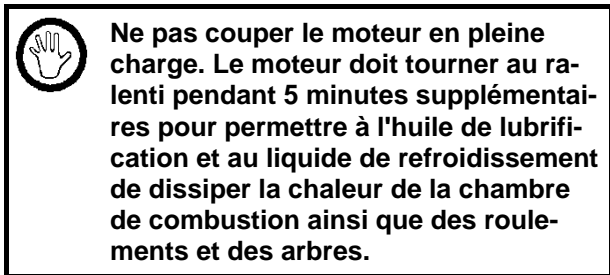 Ne pas couper le moteur en pleine
charge. Le moteur doit tourner au ra-
lenti pendant 5 minutes supplémentai-
res pour permettre à l'huile de lubrifi-
cation et au liquide de refroidissement
de dissiper la chaleur de la chambre
de combustion ainsi que des roule-
ments et des arbres.